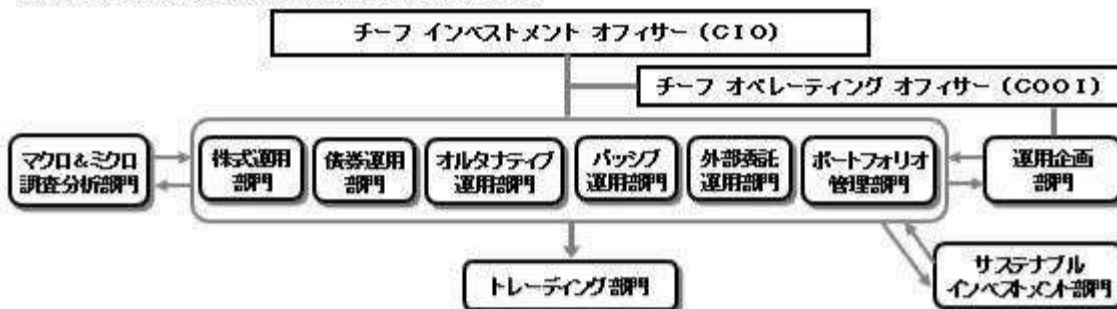 チーフ インベストメント オフィサー（CIO）
チーフ オペレーティング オフィサー（COOI）
マクロ＆ミクロ
調査分析部門
株式運用
部門
債券運用
部門
オルタナティブ
運用部門
パッシブ
運用部門
外部委託
運用部門
ポートフォリオ
管理部門
運用企画
部門
トレーディング部門
サステナブル
インベストメント部門